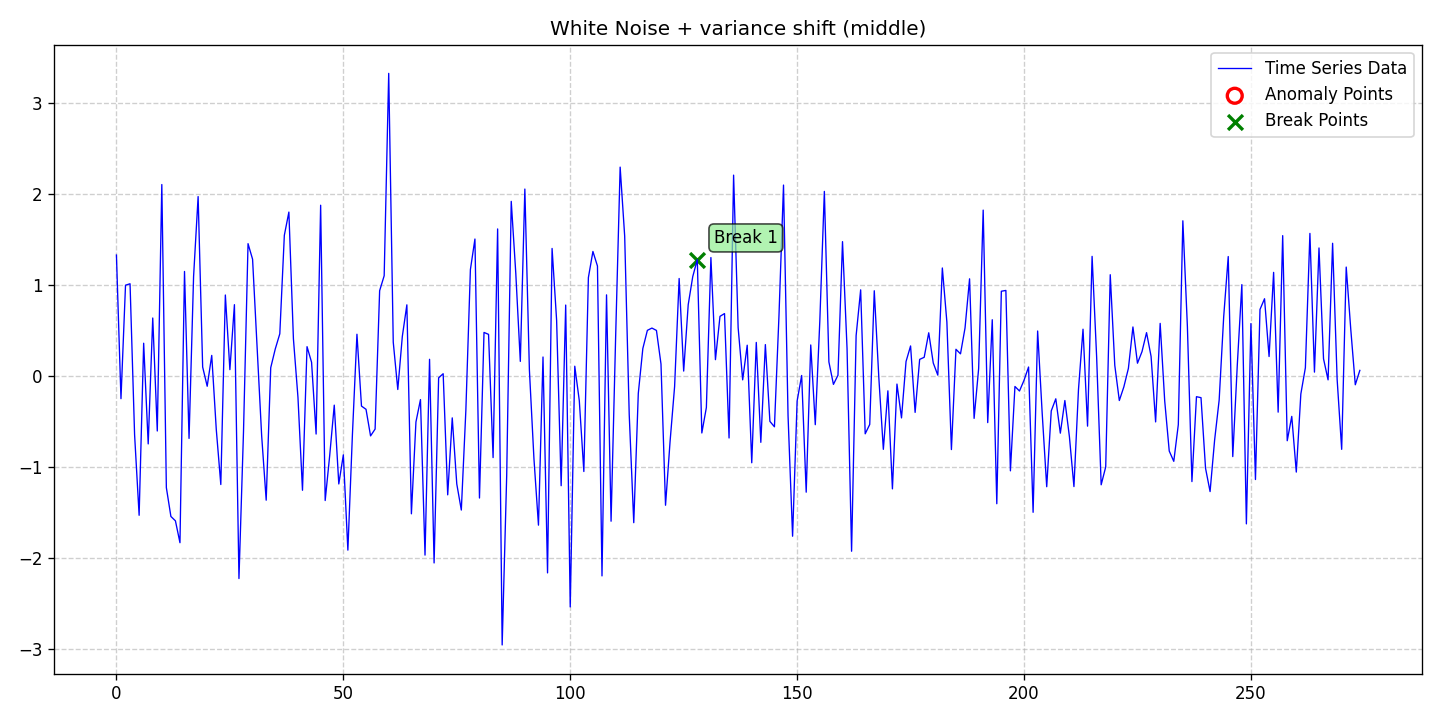 White Noise + variance shift (middle)
Time Series Data
Anomaly Points
Break Points
Break 1
3
2
1
0
−1
−2
−3
0
50
100
150
200
250